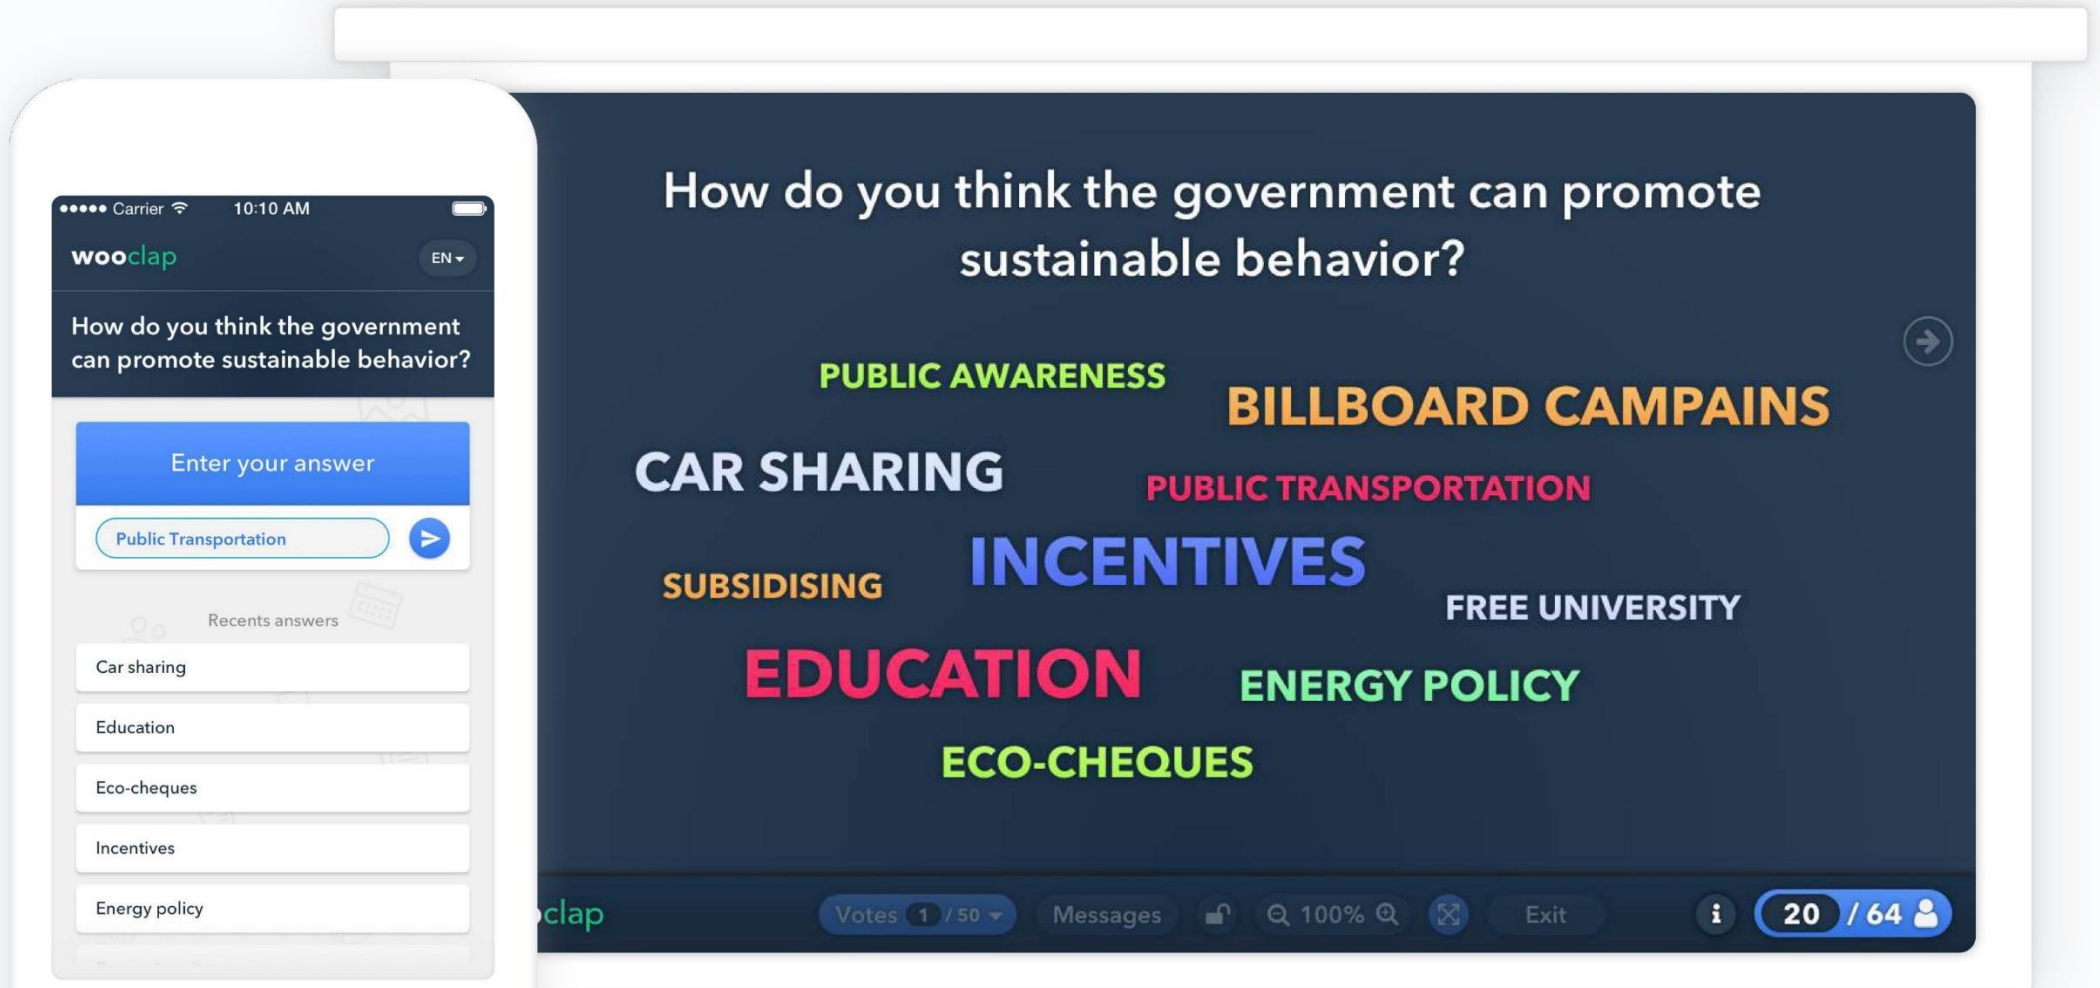 Carrier 10:10 AM
wooclap
EN
How do you think the government
can promote sustainable behavior?
Enter your answer
Public Transportation
Recents answers
Car sharing
Education
Eco-cheques
Incentives
Energy policy
How do you think the government can promote
sustainable behavior?
PUBLIC AWARENESS
BILLBOARD CAMPAINS
CAR SHARING
PUBLIC TRANSPORTATION
INCENTIVES
SUBSIDISING
FREE UNIVERSITY
EDUCATION
ENERGY POLICY
ECO-CHEQUES
clap
Votes 1 / 50
Messages
100%
Exit
i
20 / 64